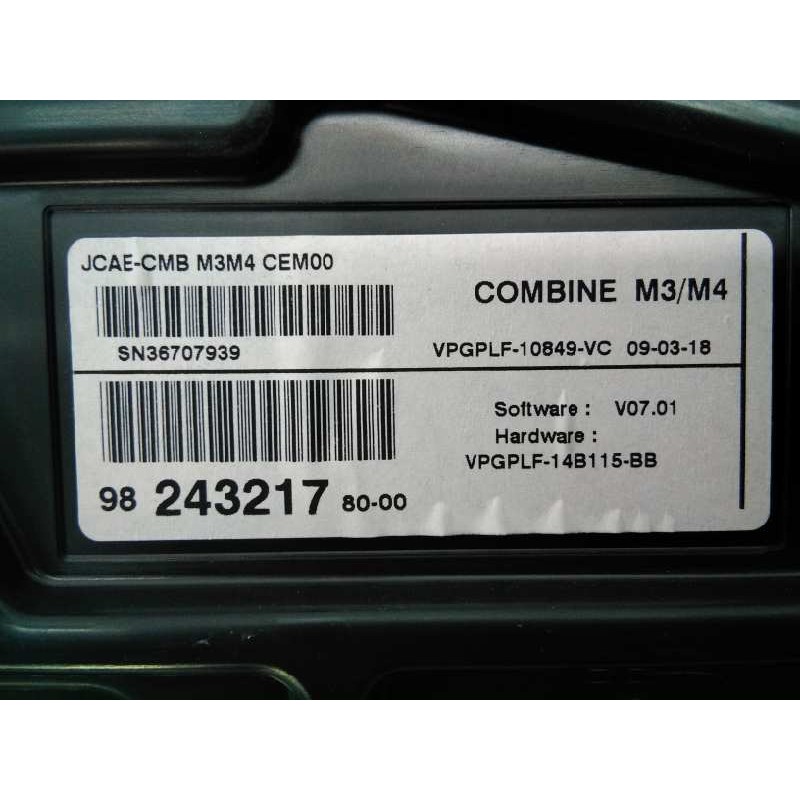 JCAE-CMB M3M4 CEM00
COMBINE M3/M4
SN36707939
VPGPLF-10849-VC 09-03-18
Software : V07.01
Hardware :
VPGPLF-14B115-BB
98 243217 80-00